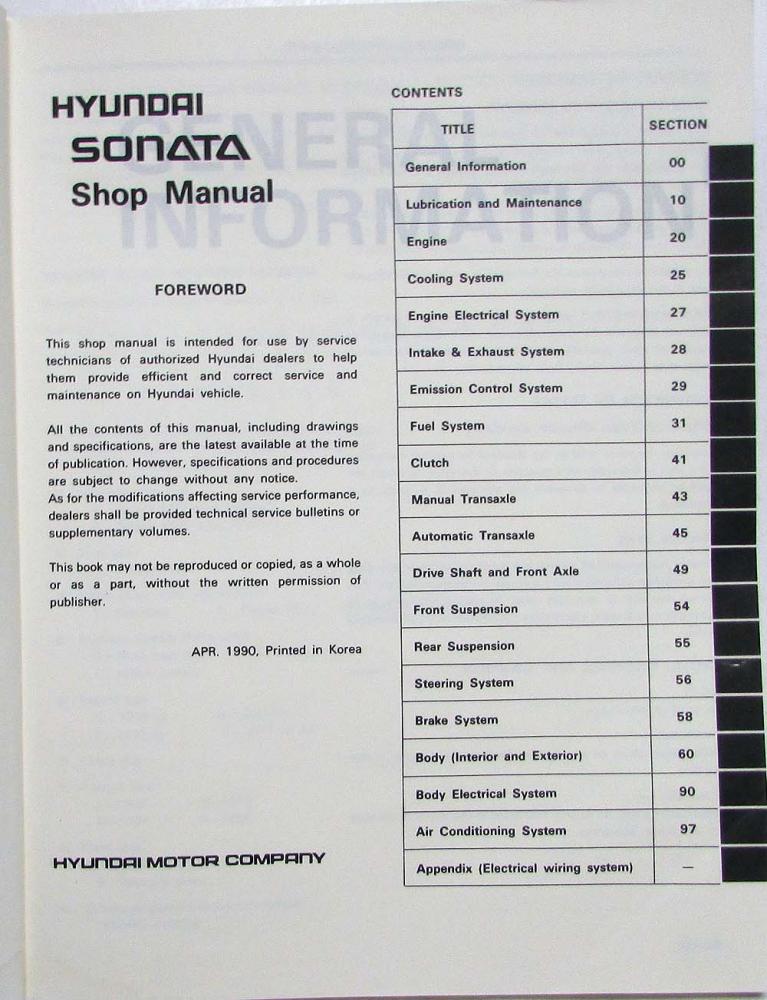 HYUNDAI
SONATA
Shop Manual
FOREWORD
This shop manual is intended for use by service
technicians of authorized Hyundai dealers to help
them provide efficient and correct service and
maintenance on Hyundai vehicle.
All the contents of this manual, including drawings
and specifications, are the latest available at the time
of publication. However, specifications and procedures
are subject to change without any notice.
As for the modifications affecting service performance,
dealers shall be provided technical service bulletins or
supplementary volumes.
This book may not be reproduced or copied, as a whole
or as a part, without the written permission of
publisher.
APR. 1990, Printed in Korea
HYUNDAI MOTOR COMPANY
CONTENTS
TITLE SECTION
General Information 00
Lubrication and Maintenance 10
Engine 20
Cooling System 25
Engine Electrical System 27
Intake & Exhaust System 28
Emission Control System 29
Fuel System 31
Clutch 41
Manual Transaxle 43
Automatic Transaxle 45
Drive Shaft and Front Axle 49
Front Suspension 54
Rear Suspension 55
Steering System 56
Brake System 58
Body (Interior and Exterior) 60
Body Electrical System 90
Air Conditioning System 97
Appendix (Electrical wiring system) —
GENERAL
INFORMATION